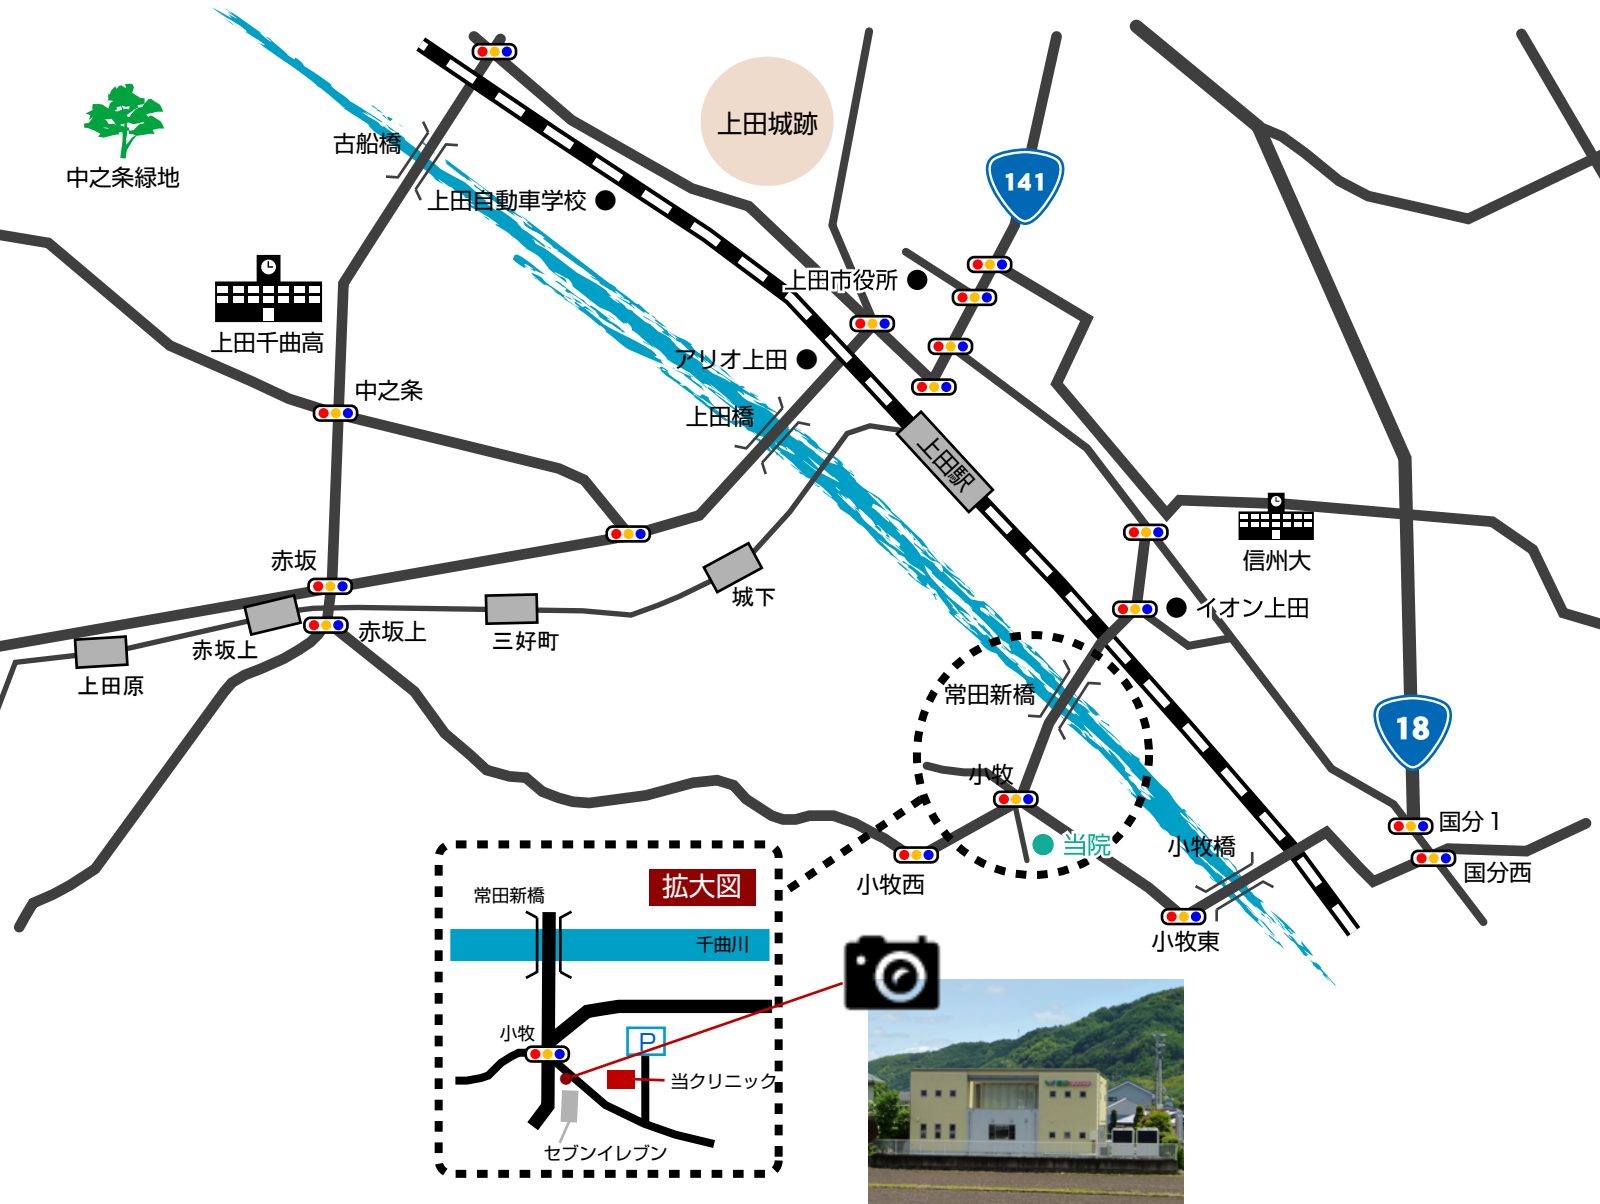 上田城跡
141
古船橋
中之条緑地
上田自動車学校
上田市役所
上田千曲高
アリオ上田
中之条
上田橋
上田駅
赤坂
信州大
城下
イオン上田
赤坂上
三好町
赤坂上
上田原
常田新橋
18
小牧
国分1
当院
小牧橋
国分西
小牧西
拡大図
常田新橋
小牧東
千曲川
小牧
P
当クリニック
セブンイレブン